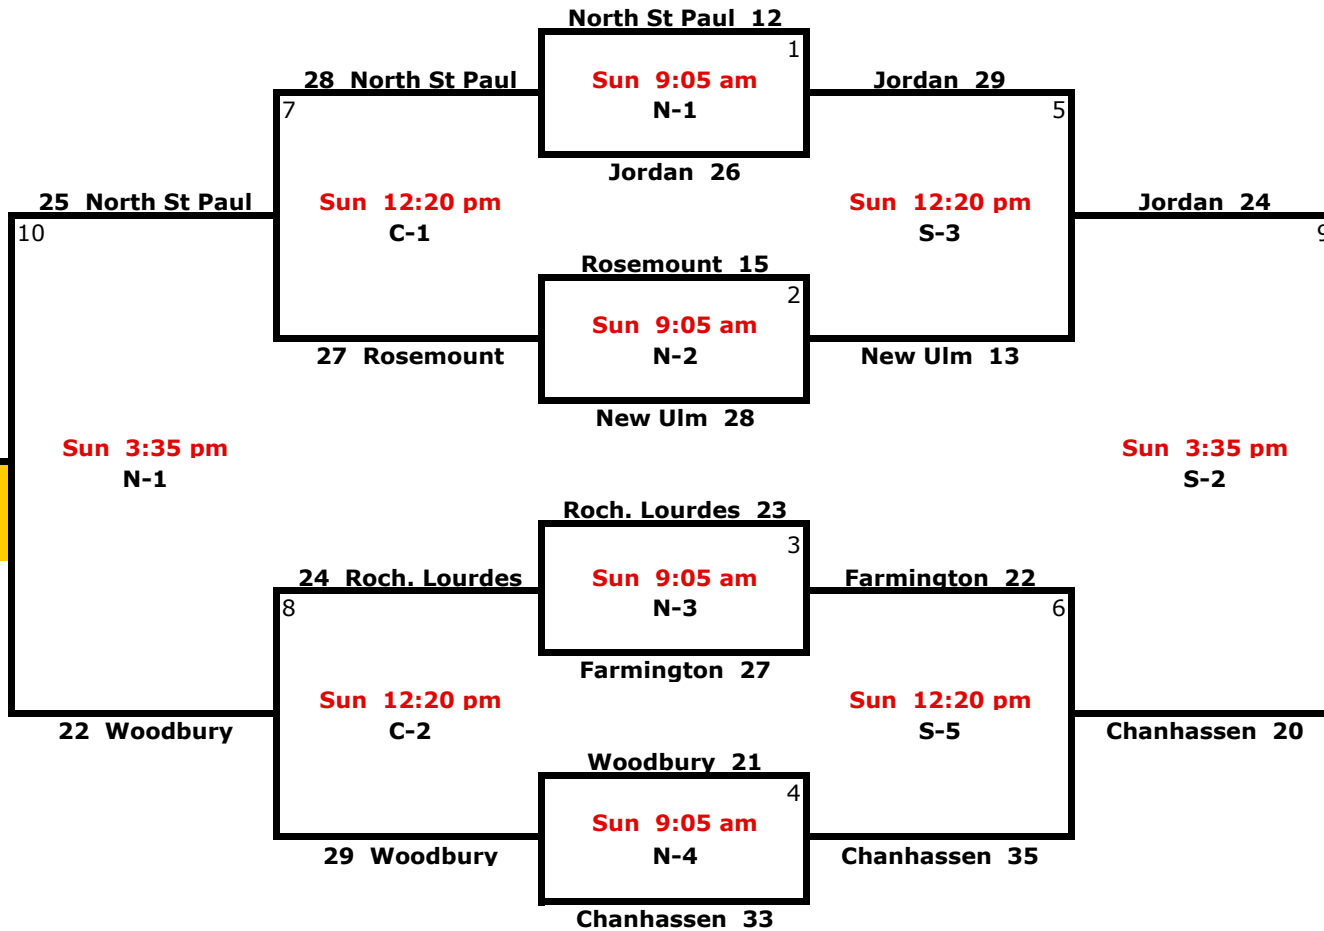 North St Paul 12
1
28 North St Paul
Sun 9:05 am
Jordan 29
7
N-1
5
Jordan 26
25 North St Paul
Sun 12:20 pm
Sun 12:20 pm
Jordan 24
10
C-1
S-3
9
Rosemount 15
2
Sun 9:05 am
27 Rosemount
N-2
New Ulm 13
New Ulm 28
Sun 3:35 pm
Sun 3:35 pm
N-1
S-2
Roch. Lourdes 23
3
24 Roch. Lourdes
Sun 9:05 am
Farmington 22
8
N-3
6
Farmington 27
Sun 12:20 pm
Sun 12:20 pm
22 Woodbury
C-2
S-5
Chanhassen 20
Woodbury 21
4
Sun 9:05 am
29 Woodbury
N-4
Chanhassen 35
Chanhassen 33